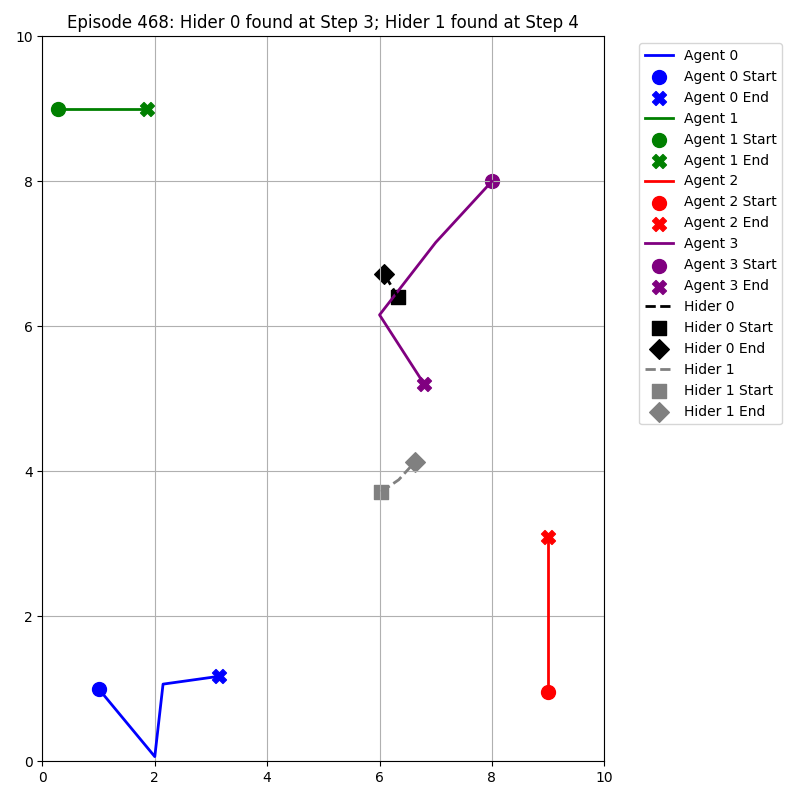 Episode 468: Hider 0 found at Step 3; Hider 1 found at Step 4
10
8
6
4
2
0
0 2 4 6 8 10
Agent 0
Agent 0 Start
Agent 0 End
Agent 1
Agent 1 Start
Agent 1 End
Agent 2
Agent 2 Start
Agent 2 End
Agent 3
Agent 3 Start
Agent 3 End
Hider 0
Hider 0 Start
Hider 0 End
Hider 1
Hider 1 Start
Hider 1 End